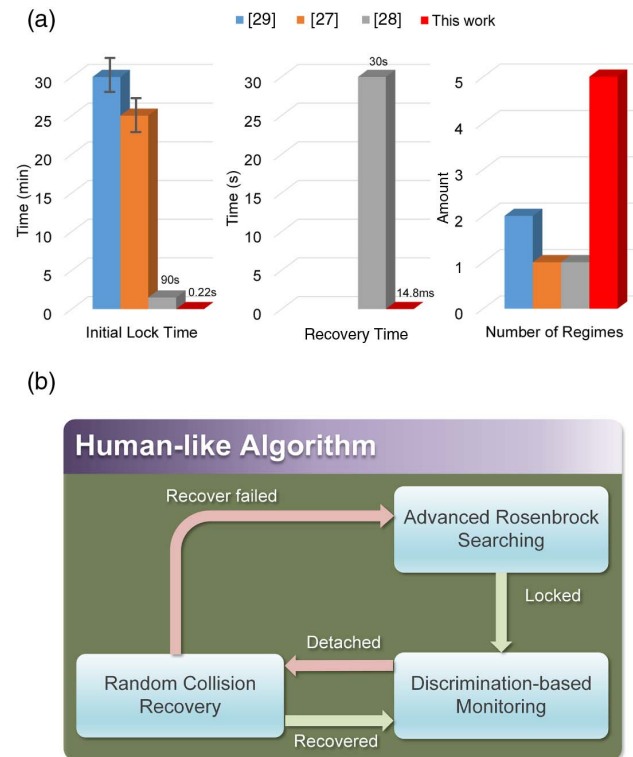 (a)
[29] [27] [28] This work
Time (min)
30
25
20
15
10
5
0
90s
0.22s
Initial Lock Time
Time (s)
30
25
20
15
10
5
0
30s
14.8ms
Recovery Time
Amount
5
4
3
2
1
0
Number of Regimes
(b)
Human-like Algorithm
Recover failed
Advanced Rosenbrock
Searching
Locked
Detached
Random Collision
Recovery
Discrimination-based
Monitoring
Recovered